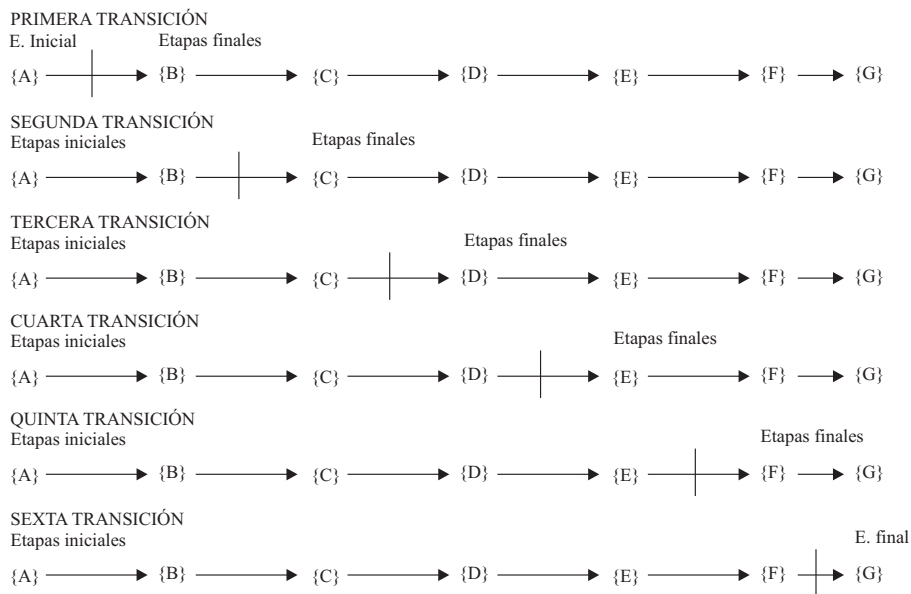 PRIMERA TRANSICIÓN
E. Inicial Etapas finales
{A} {B} {C} {D} {E} {F} {G}
SEGUNDA TRANSICIÓN
Etapas iniciales Etapas finales
{A} {B} {C} {D} {E} {F} {G}
TERCERA TRANSICIÓN
Etapas iniciales Etapas finales
{A} {B} {C} {D} {E} {F} {G}
CUARTA TRANSICIÓN
Etapas iniciales Etapas finales
{A} {B} {C} {D} {E} {F} {G}
QUINTA TRANSICIÓN
Etapas iniciales Etapas finales
{A} {B} {C} {D} {E} {F} {G}
SEXTA TRANSICIÓN
Etapas iniciales E. final
{A} {B} {C} {D} {E} {F} {G}